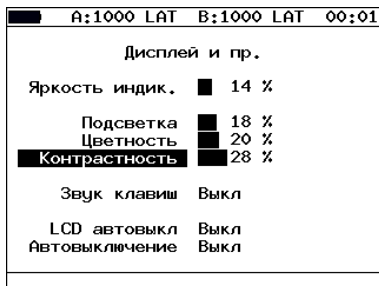 A:1000 LAT B:1000 LAT 00:01
Дисплей и пр.
Яркость индик. 14 %
Подсветка 18 %
Цветность 20 %
Контрастность 28 %
Звук клавиш Выкл
LCD автовыкл Выкл
Автовыключение Выкл